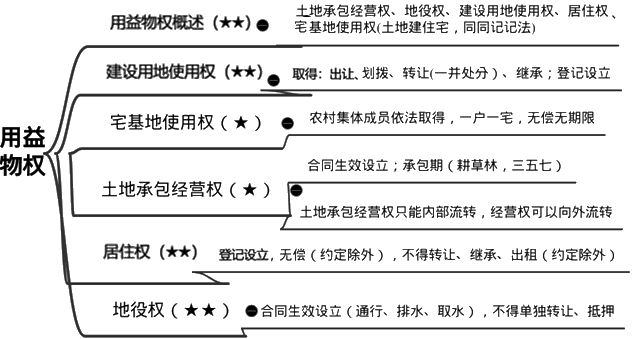 用益物权
用益物权概述（★★）
土地承包经营权、地役权、建设用地使用权、居住权、
宅基地使用权(土地建住宅，同同记记法)
建设用地使用权（★★）
取得：出让、划拨、转让(一并处分）、继承；登记设立
宅基地使用权（★）
农村集体成员依法取得，一户一宅，无偿无期限
土地承包经营权（★）
合同生效设立；承包期（耕草林，三五七）
土地承包经营权只能内部流转，经营权可以向外流转
居住权（★★）
登记设立，无偿（约定除外），不得转让、继承、出租（约定除外）
地役权（★★）
合同生效设立（通行、排水、取水），不得单独转让、抵押